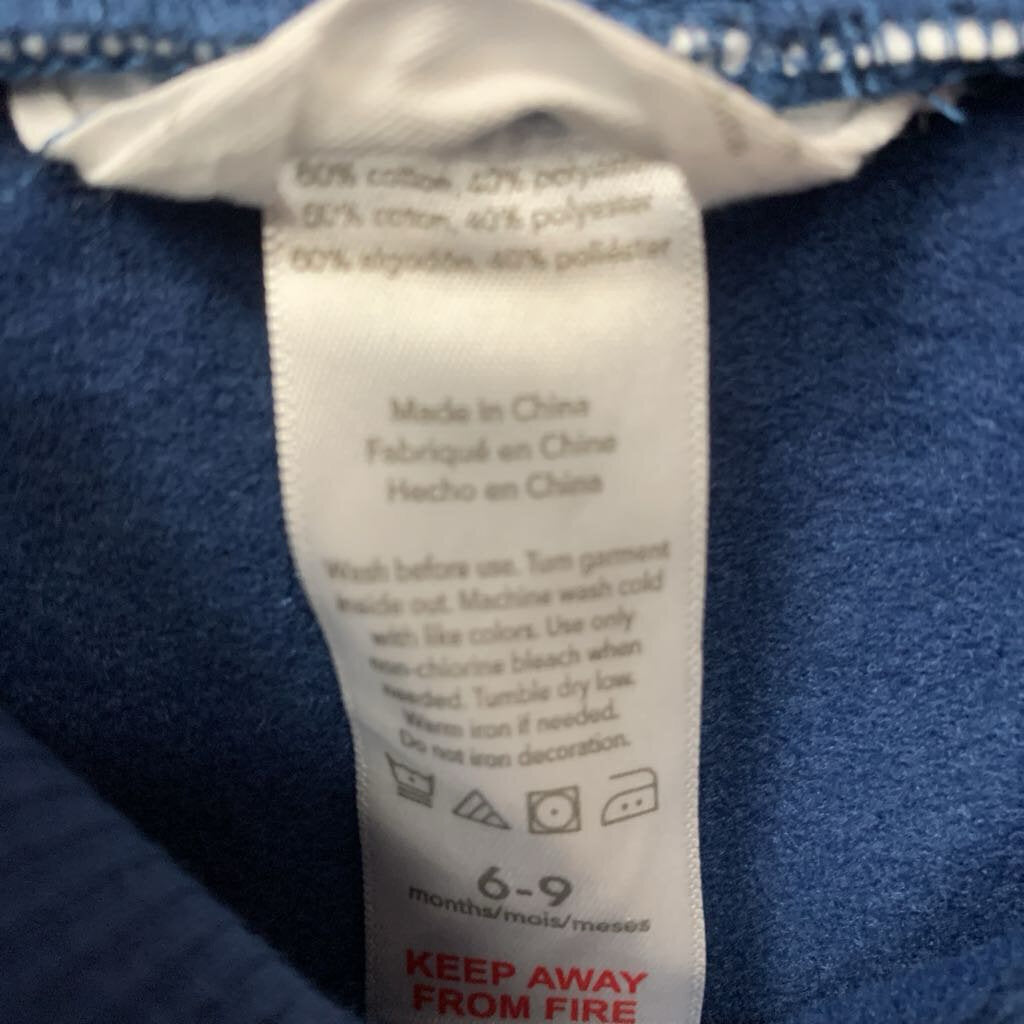 60% cotton, 40% polyester
60% coton, 40% polyester
60% algodón, 40% poliéster
Made in China
Fabriqué en Chine
Hecho en China
Wash before use. Turn garment
inside out. Machine wash cold
with like colors. Use only
non-chlorine bleach when
needed. Tumble dry low.
Warm iron if needed.
Do not iron decoration.
6-9
months/mois/meses
KEEP AWAY
FROM FIRE